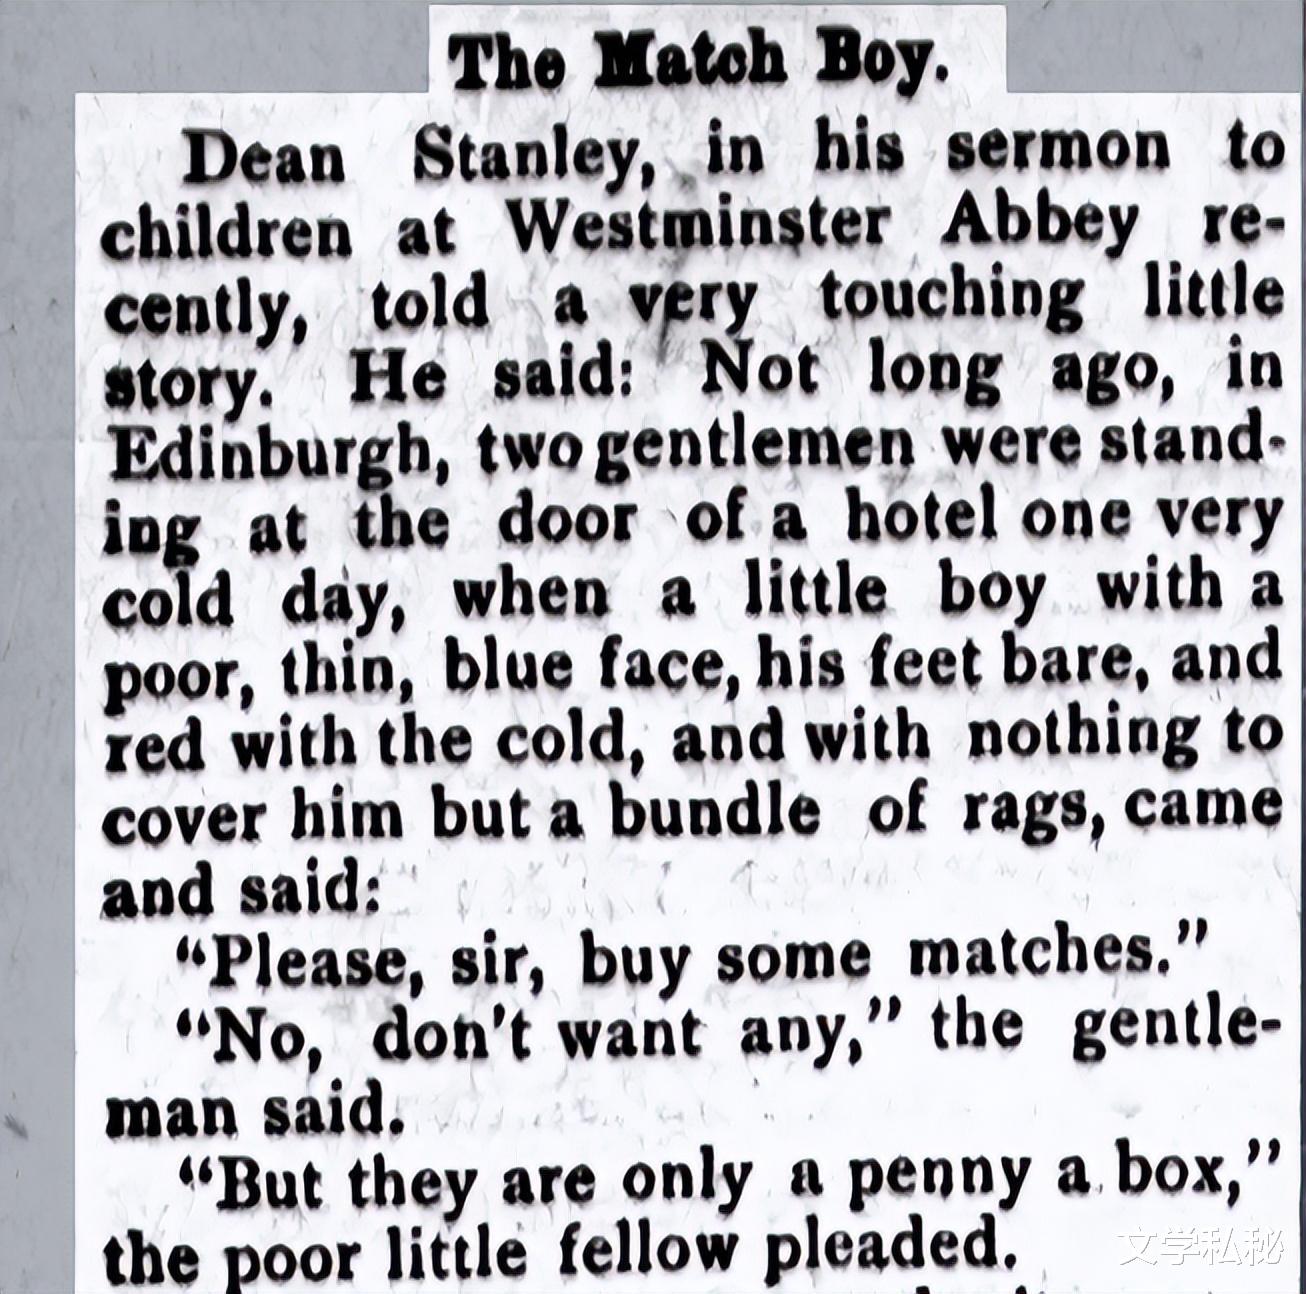 The Match Boy.
Dean Stanley, in his sermon to
children at Westminster Abbey re-
cently, told a very touching little
story. He said: Not long ago, in
Edinburgh, two gentlemen were stand-
ing at the door of a hotel one very
cold day, when a little boy with a
poor, thin, blue face, his feet bare, and
red with the cold, and with nothing to
cover him but a bundle of rags, came
and said:
“Please, sir, buy some matches.”
“No, don't want any,” the gentle-
man said.
“But they are only a penny a box,”
the poor little fellow pleaded.
文学私秘